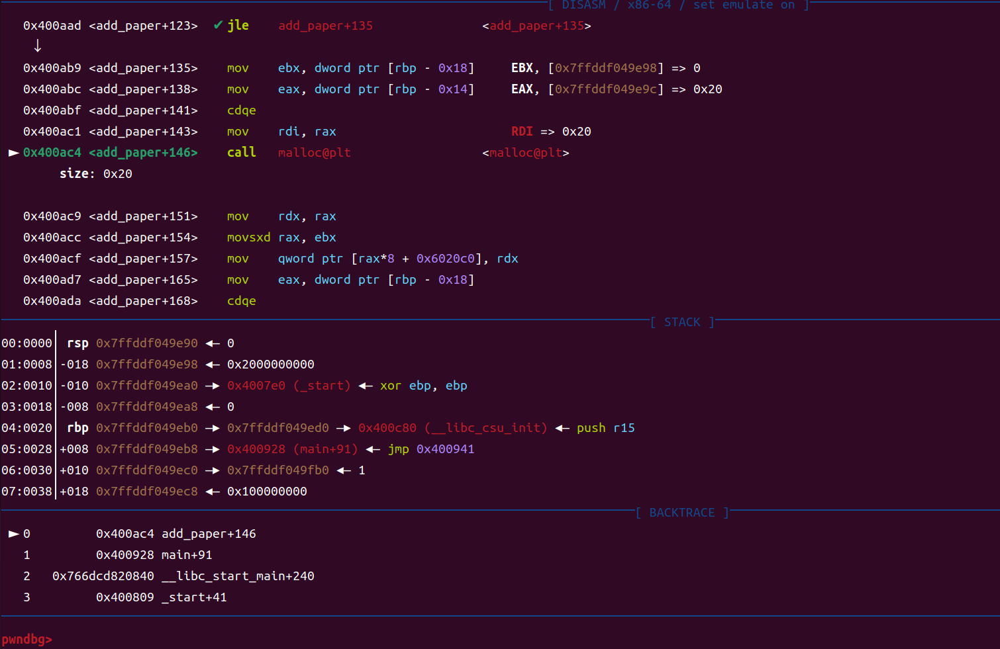 [ DISASM / x86-64 / set emulate on ]
0x400aad <add_paper+123> ✔ jle add_paper+135 <add_paper+135>
↓
0x400ab9 <add_paper+135> mov ebx, dword ptr [rbp - 0x18] EBX, [0x7ffddf049e98] => 0
0x400abc <add_paper+138> mov eax, dword ptr [rbp - 0x14] EAX, [0x7ffddf049e9c] => 0x20
0x400abf <add_paper+141> cdqe
0x400ac1 <add_paper+143> mov rdi, rax RDI => 0x20
► 0x400ac4 <add_paper+146> call malloc@plt <malloc@plt>
size: 0x20
0x400ac9 <add_paper+151> mov rdx, rax
0x400acc <add_paper+154> movsxd rax, ebx
0x400acf <add_paper+157> mov qword ptr [rax*8 + 0x6020c0], rdx
0x400ad7 <add_paper+165> mov eax, dword ptr [rbp - 0x18]
0x400ada <add_paper+168> cdqe
[ STACK ]
00:0000│ rsp 0x7ffddf049e90 ◂— 0
01:0008│-018 0x7ffddf049e98 ◂— 0x2000000000
02:0010│-010 0x7ffddf049ea0 —▸ 0x4007e0 (_start) ◂— xor ebp, ebp
03:0018│-008 0x7ffddf049ea8 ◂— 0
04:0020│ rbp 0x7ffddf049eb0 —▸ 0x7ffddf049ed0 —▸ 0x400c80 (__libc_csu_init) ◂— push r15
05:0028│+008 0x7ffddf049eb8 —▸ 0x400928 (main+91) ◂— jmp 0x400941
06:0030│+010 0x7ffddf049ec0 —▸ 0x7ffddf049fb0 ◂— 1
07:0038│+018 0x7ffddf049ec8 ◂— 0x100000000
[ BACKTRACE ]
► 0 0x400ac4 add_paper+146
1 0x400928 main+91
2 0x766dcd820840 __libc_start_main+240
3 0x400809 _start+41
pwndbg>